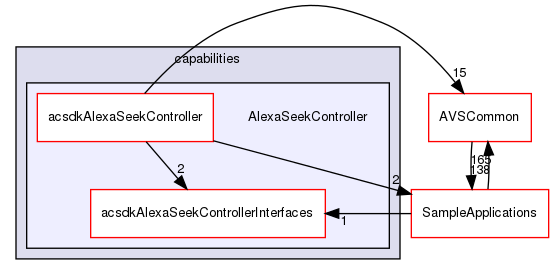 capabilities
15
acsdkAlexaSeekController
AlexaSeekController
AVSCommon
2
2
165
138
acsdkAlexaSeekControllerInterfaces
1
SampleApplications